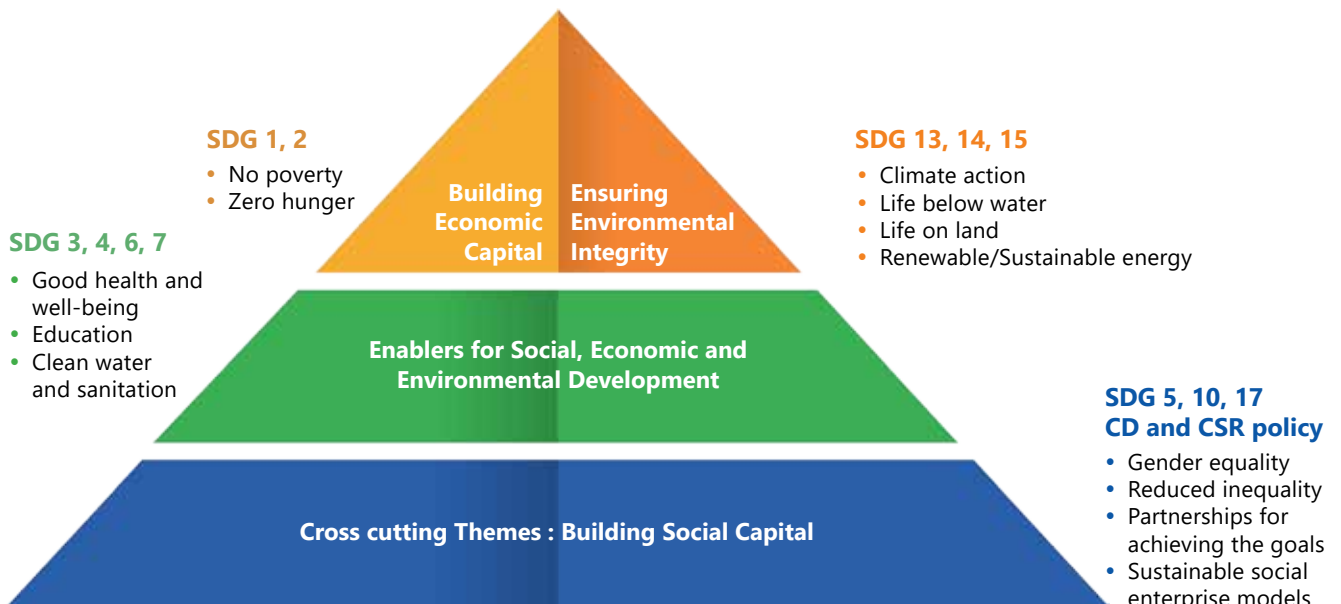 SDG 1, 2
• No poverty
• Zero hunger
SDG 13, 14, 15
• Climate action
• Life below water
• Life on land
• Renewable/Sustainable energy
Building
Economic
Capital
Ensuring
Environmental
Integrity
SDG 3, 4, 6, 7
• Good health and
well-being
• Education
• Clean water
and sanitation
Enablers for Social, Economic and
Environmental Development
SDG 5, 10, 17
CD and CSR policy
• Gender equality
• Reduced inequality
• Partnerships for
achieving the goals
• Sustainable social
enterprise models
Cross cutting Themes : Building Social Capital